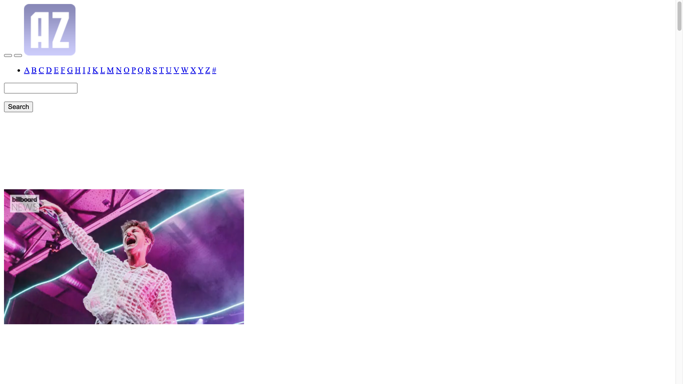 AZ
A B C D E F G H I J K L M N O P Q R S T U V W X Y Z #
Search
billboard
NEWS